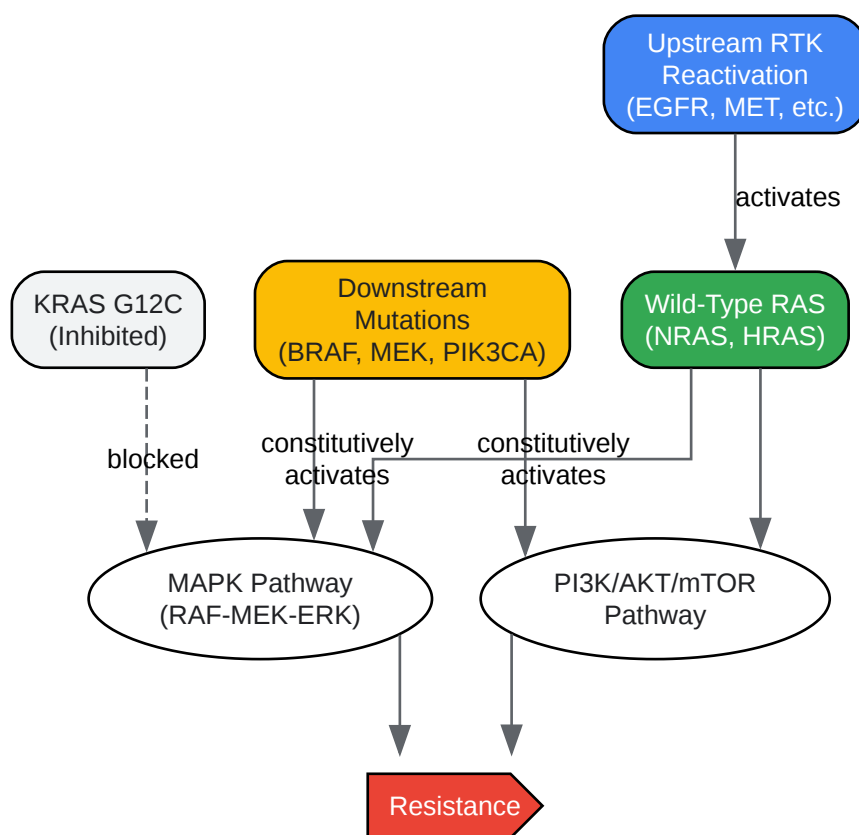 Upstream RTK
Reactivation
(EGFR, MET, etc.)
activates
KRAS G12C
(Inhibited)
Downstream
Mutations
(BRAF, MEK, PIK3CA)
Wild-Type RAS
(NRAS, HRAS)
blocked
constitutively
activates
constitutively
activates
MAPK Pathway
(RAF-MEK-ERK)
PI3K/AKT/mTOR
Pathway
Resistance